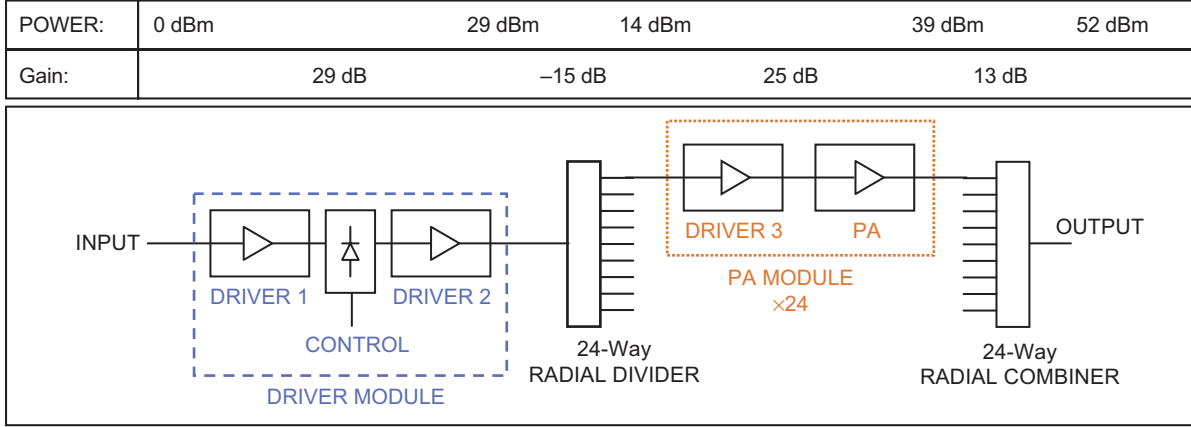 POWER: 0 dBm 29 dBm 14 dBm 39 dBm 52 dBm
Gain: 29 dB –15 dB 25 dB 13 dB
INPUT
DRIVER 1
DRIVER 2
CONTROL
DRIVER MODULE
24-Way
RADIAL DIVIDER
DRIVER 3
PA
PA MODULE
×24
24-Way
RADIAL COMBINER
OUTPUT